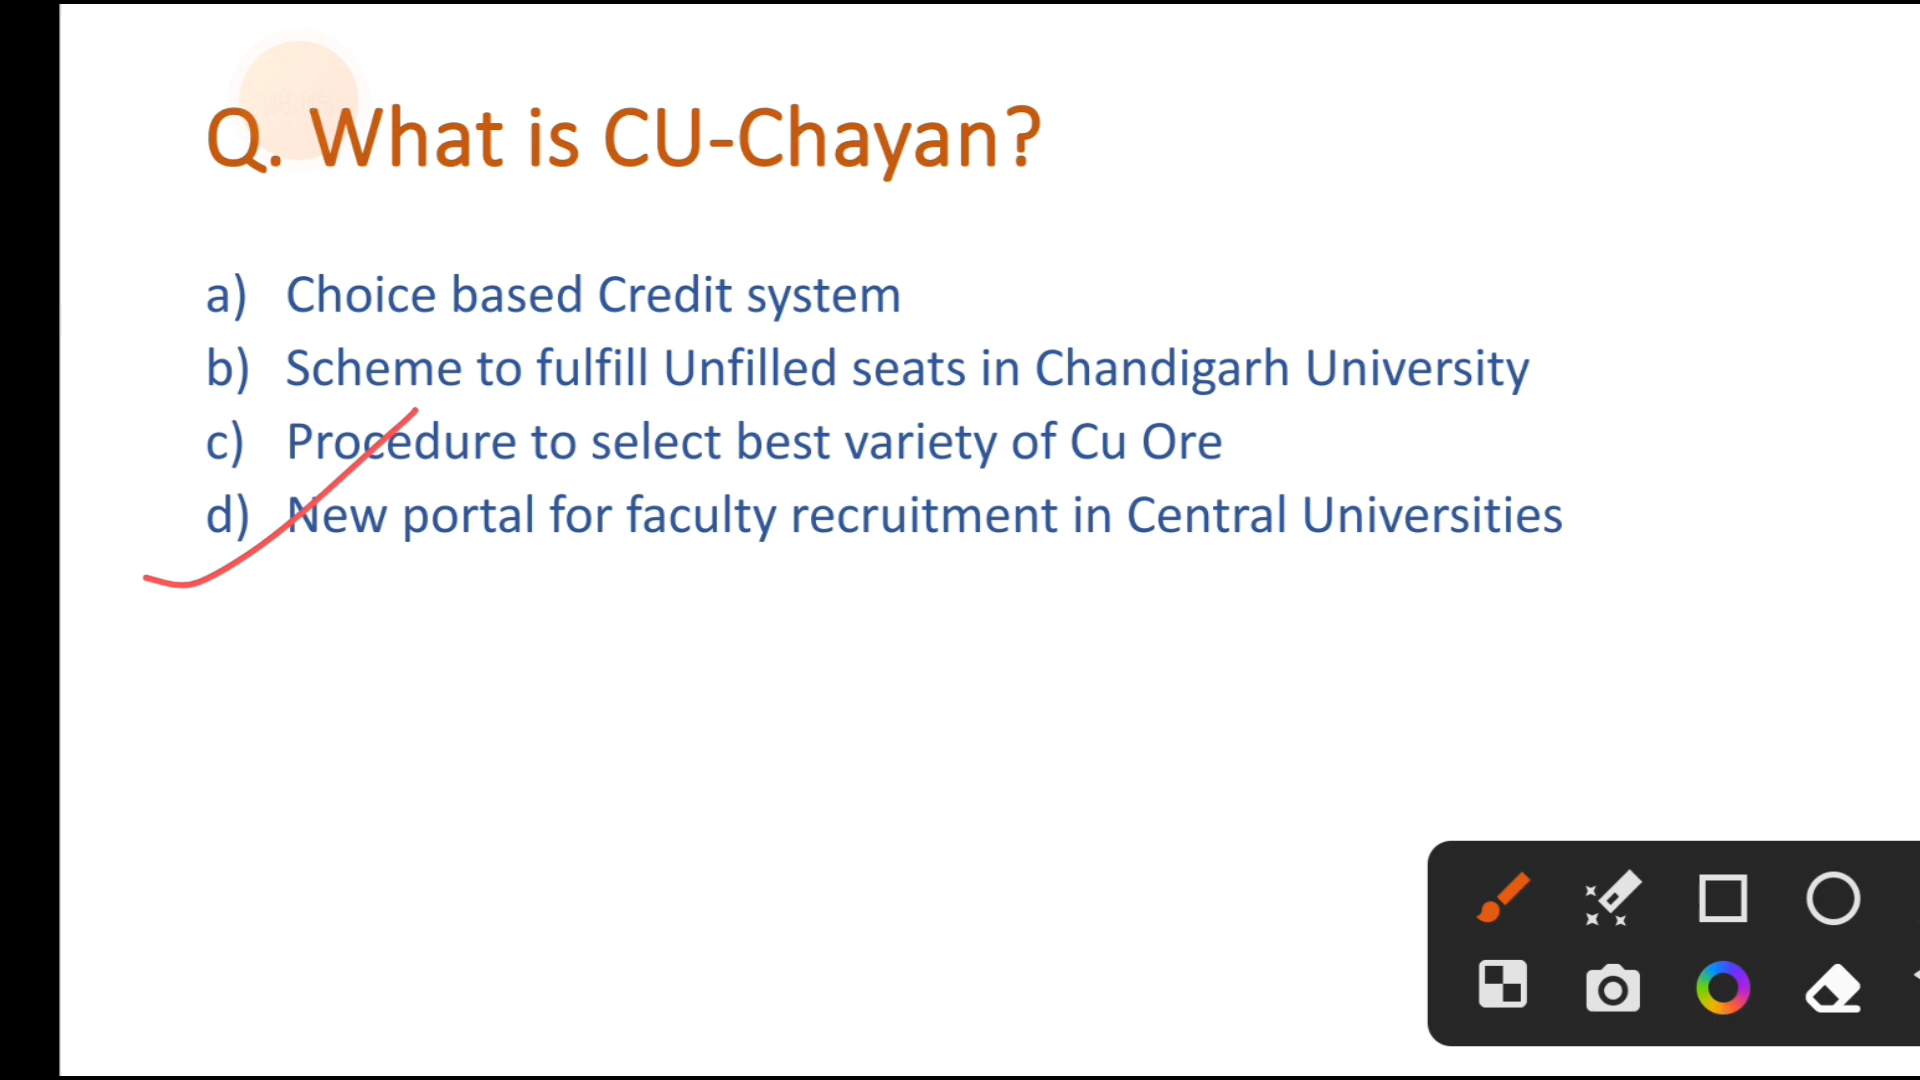 Q. What is CU-Chayan?
a) Choice based Credit system
b) Scheme to fulfill Unfilled seats in Chandigarh University
c) Procedure to select best variety of Cu Ore
d) New portal for faculty recruitment in Central Universities